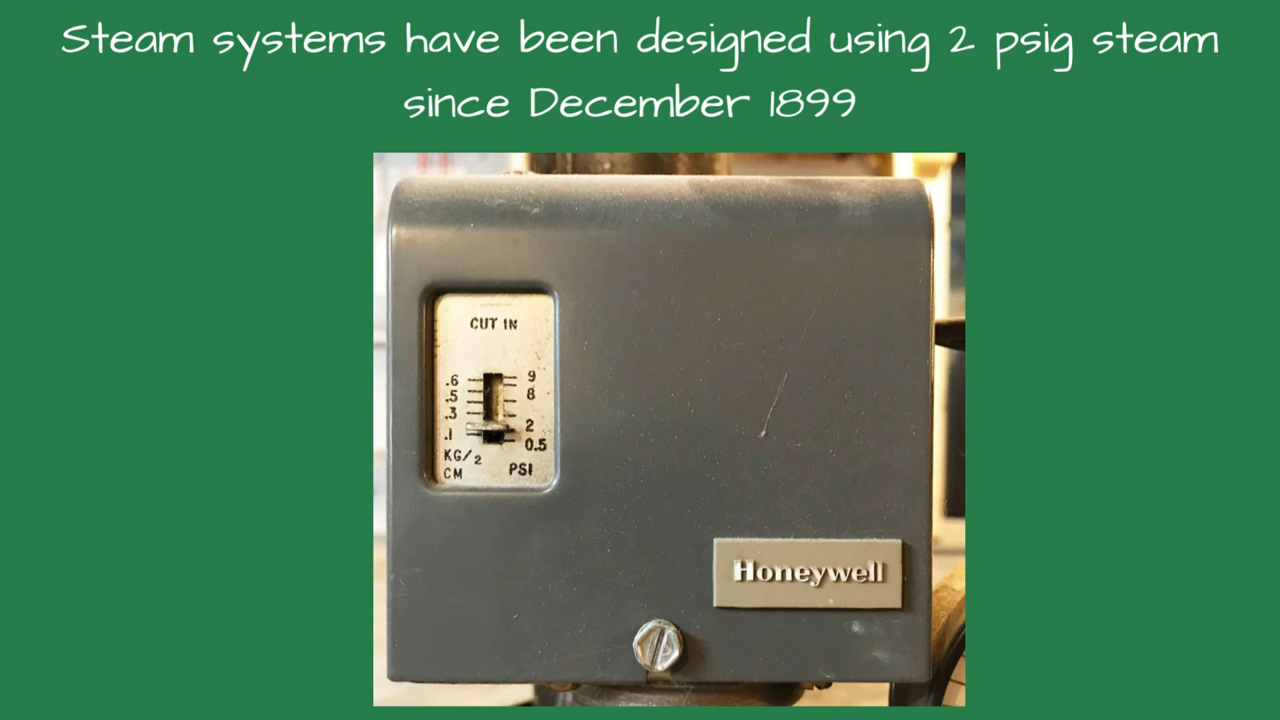 Steam systems have been designed using 2 psig steam
since December 1899
CUT IN
.6 9
.5 8
.3
.1 2
0.5
KG/2
CM PSI
Honeywell